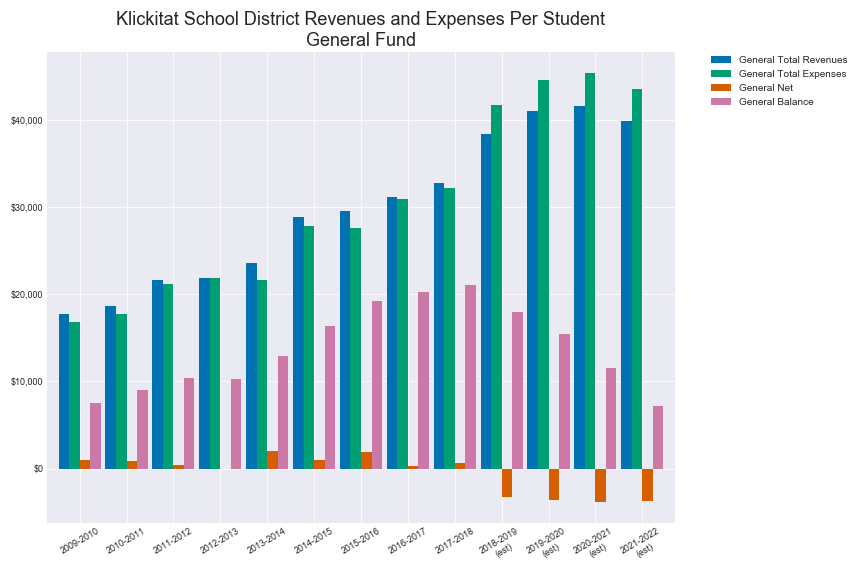 Klickitat School District Revenues and Expenses Per Student
General Fund
General Total Revenues
General Total Expenses
General Net
General Balance
$40,000
$30,000
$20,000
$10,000
$0
2009-2010
2010-2011
2011-2012
2012-2013
2013-2014
2014-2015
2015-2016
2016-2017
2017-2018
2018-2019
(est)
2019-2020
(est)
2020-2021
(est)
2021-2022
(est)